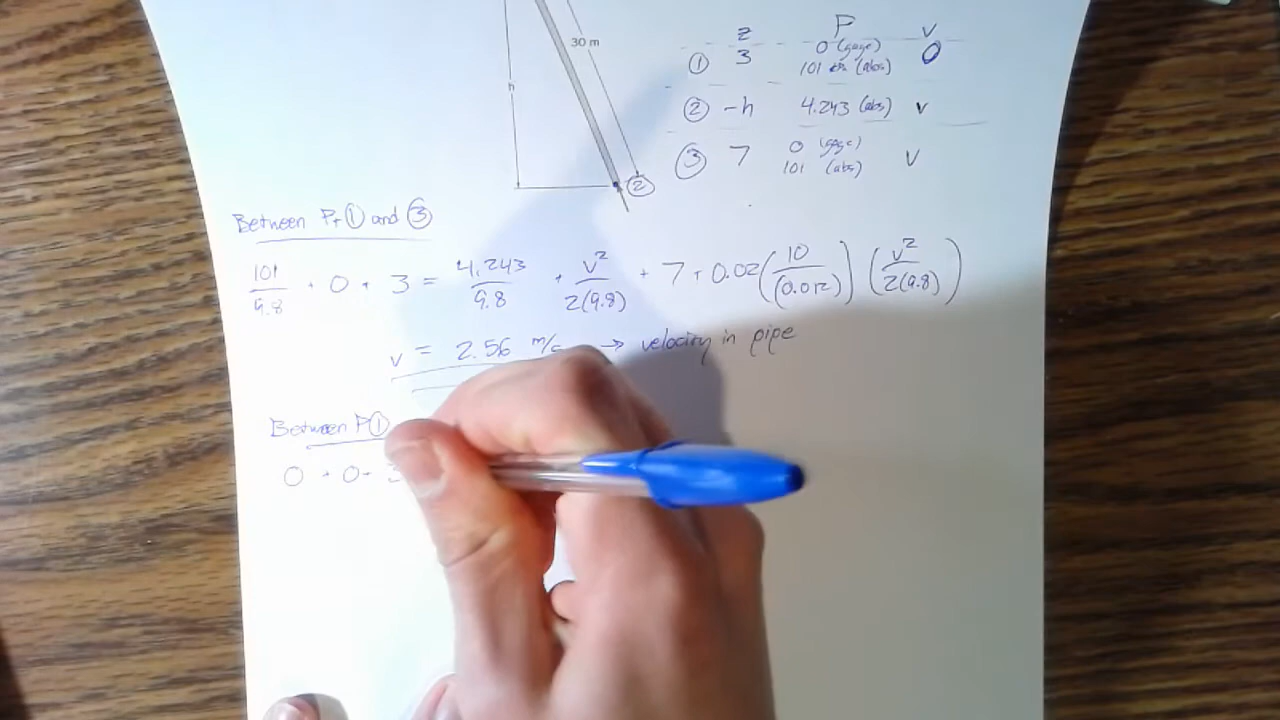 h
30 m
②
z P v
① 3 0 (gage) 0
101 (abs)
② -h 4.243 (abs) v
③ 7 0 (gage) v
101 (abs)
Between Pt ① and ③
101/9.8 + 0 + 3 = 4.243/9.8 + v²/2(9.8) + 7 + 0.02(10/(0.012))(v²/2(9.8))
v = 2.56 m/s → velocity in pipe
Between P①
0 + 0 + 3